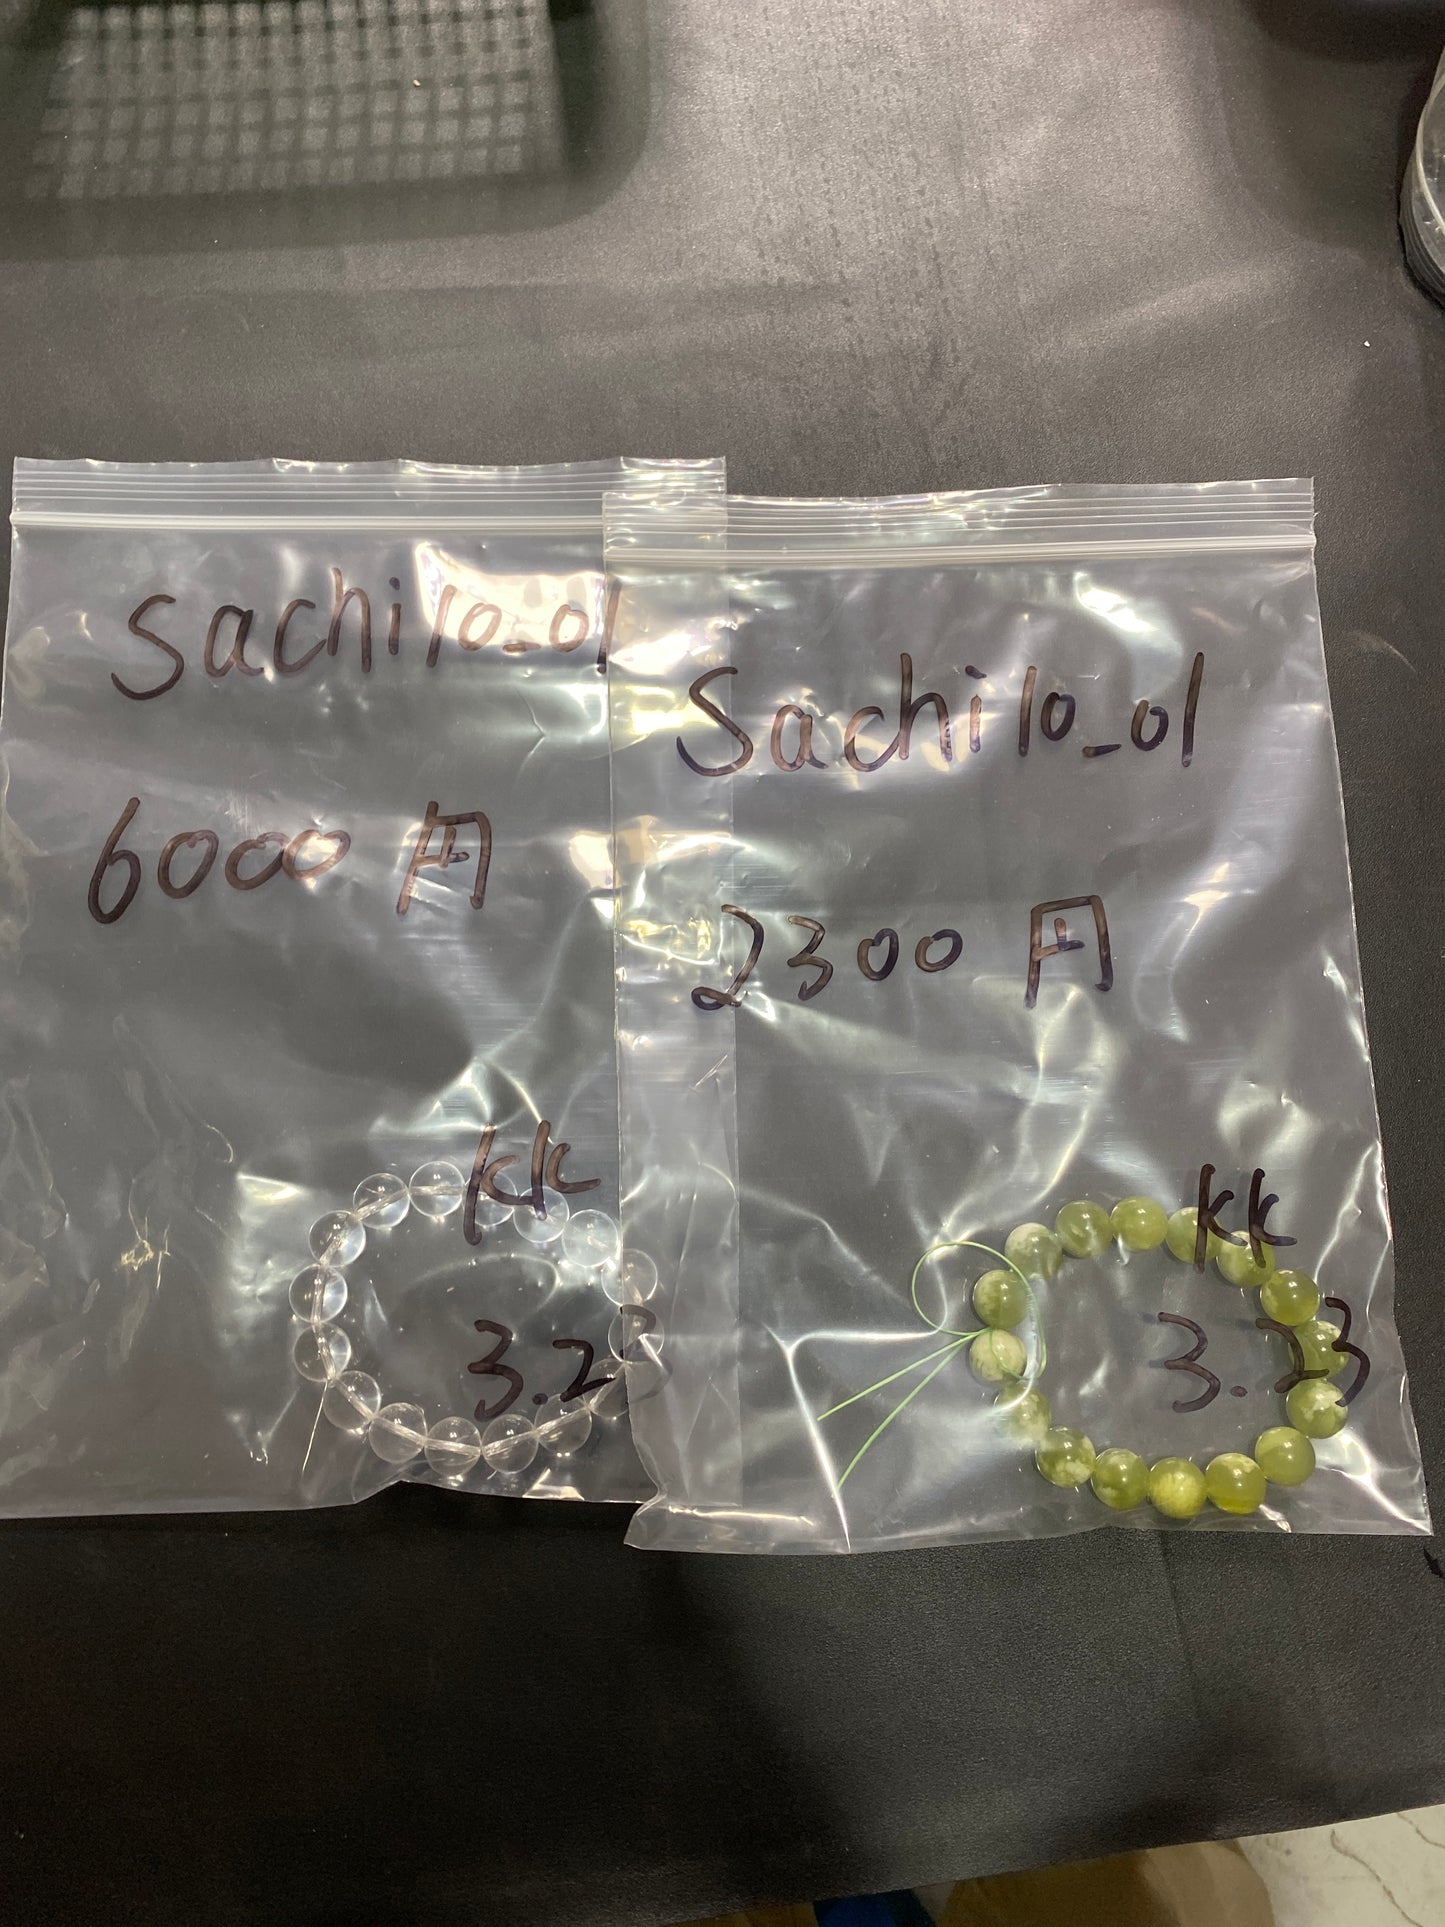 Sachi10_01
6000 円
kk
3.23
Sachi10_01
2300 円
kk
3.23